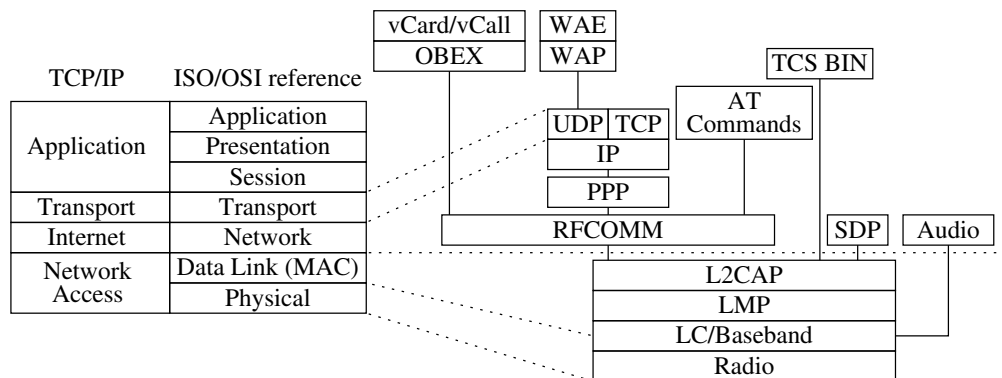 vCard/vCall
WAE
OBEX
WAP
TCP/IP
ISO/OSI reference
TCS BIN
Application
Application
Presentation
Session
UDP
TCP
AT
Commands
IP
PPP
Transport
Transport
Internet
Network
RFCOMM
SDP
Audio
Network
Access
Data Link (MAC)
Physical
L2CAP
LMP
LC/Baseband
Radio